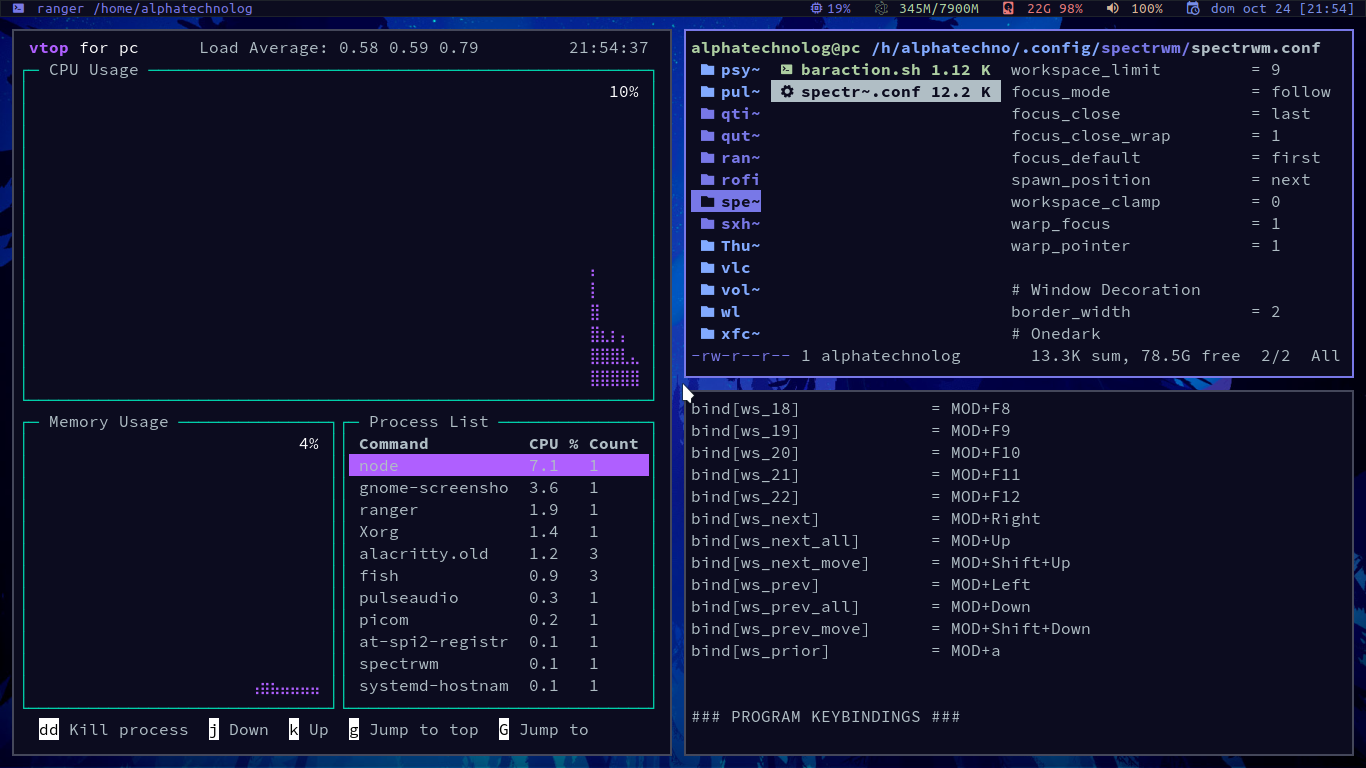 ranger /home/alphatechnolog 19% 345M/7900M 22G 98% 100% dom oct 24 [21:54]
vtop for pc Load Average: 0.58 0.59 0.79 21:54:37
CPU Usage
10%
Memory Usage
4%
Process List
Command CPU % Count
node 7.1 1
gnome-screensho 3.6 1
ranger 1.9 1
Xorg 1.4 1
alacritty.old 1.2 3
fish 0.9 3
pulseaudio 0.3 1
picom 0.2 1
at-spi2-registr 0.1 1
spectrwm 0.1 1
systemd-hostnam 0.1 1
dd Kill process j Down k Up g Jump to top G Jump to
alphatechnolog@pc /h/alphatechno/.config/spectrwm/spectrwm.conf
psy~ baraction.sh 1.12 K workspace_limit = 9
pul~ spectr~.conf 12.2 K focus_mode = follow
qti~ focus_close = last
qut~ focus_close_wrap = 1
ran~ focus_default = first
rofi spawn_position = next
spe~ workspace_clamp = 0
sxh~ warp_focus = 1
Thu~ warp_pointer = 1
vlc
vol~ # Window Decoration
wl border_width = 2
xfc~ # Onedark
-rw-r--r-- 1 alphatechnolog 13.3K sum, 78.5G free 2/2 All
bind[ws_18] = MOD+F8
bind[ws_19] = MOD+F9
bind[ws_20] = MOD+F10
bind[ws_21] = MOD+F11
bind[ws_22] = MOD+F12
bind[ws_next] = MOD+Right
bind[ws_next_all] = MOD+Up
bind[ws_next_move] = MOD+Shift+Up
bind[ws_prev] = MOD+Left
bind[ws_prev_all] = MOD+Down
bind[ws_prev_move] = MOD+Shift+Down
bind[ws_prior] = MOD+a
### PROGRAM KEYBINDINGS ###